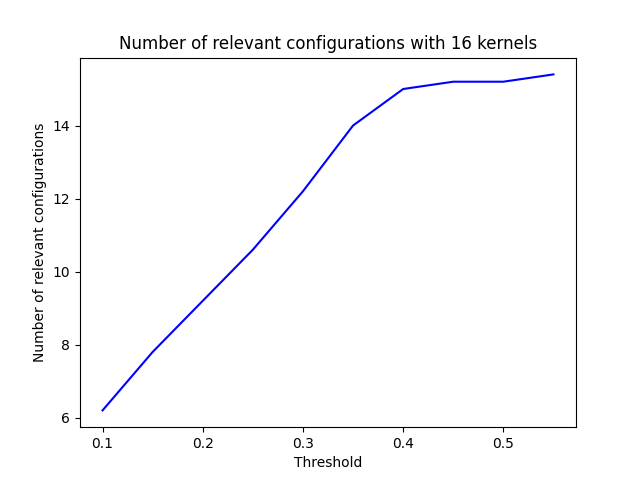 Number of relevant configurations with 16 kernels
Number of relevant configurations
14
12
10
8
6
0.1 0.2 0.3 0.4 0.5
Threshold